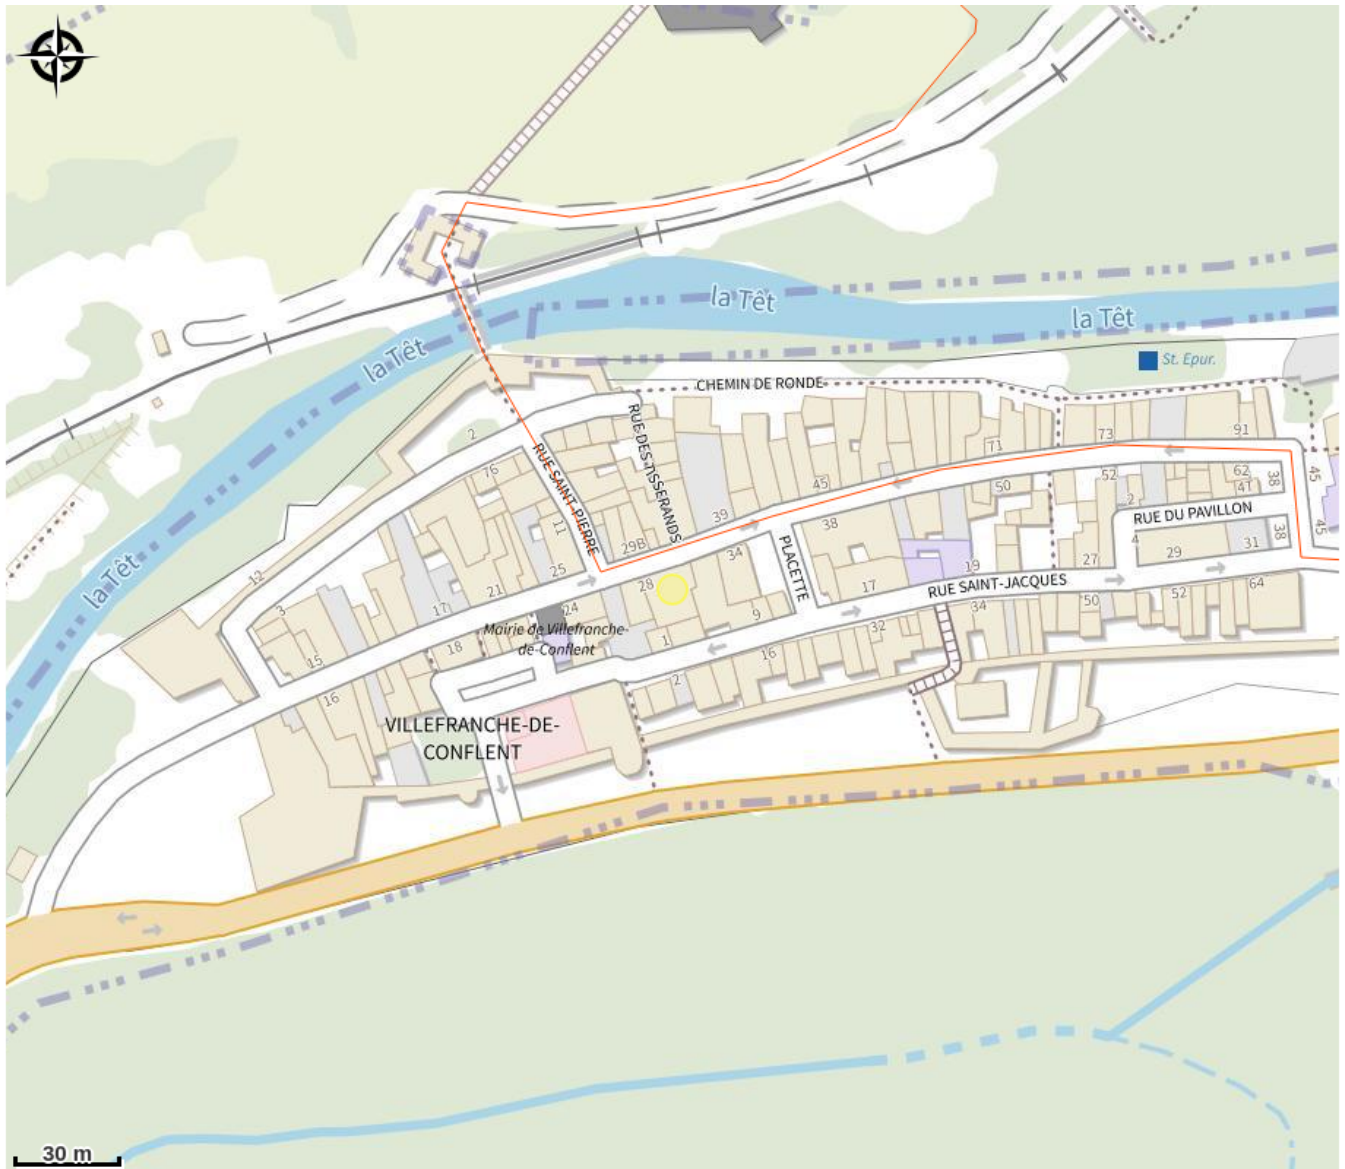 la Têt
la Têt
la Têt
St. Epur.
CHEMIN DE RONDE
RUE DES TISSERANDS
2
71
73
91
76
RUE SAINT-PIERRE
45
50
52
62
41
38
45
39
2
RUE DU PAVILLON
45
11
38
4
38
29B
34
PLACETTE
29
31
25
28
27
19
12
21
17
RUE SAINT-JACQUES
64
la Têt
3
17
24
9
34
50
52
Mairie de Villefranche-
de-Conflent
1
32
18
15
16
2
16
VILLEFRANCHE-DE-
CONFLENT
30 m